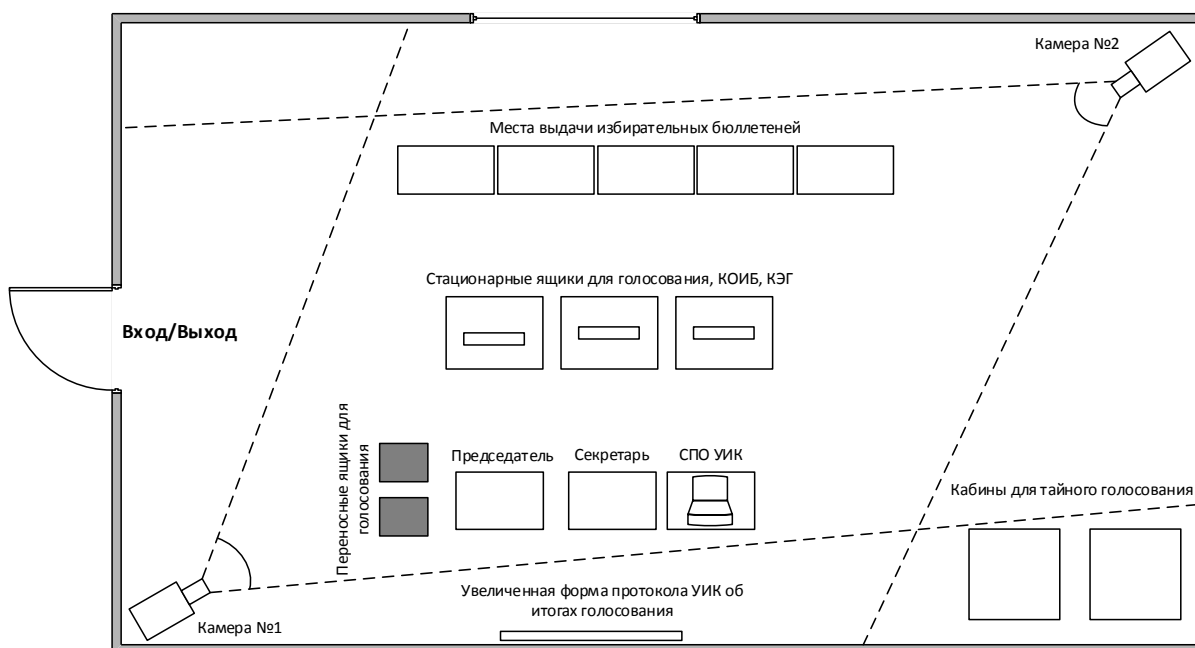 Камера №2
Места выдачи избирательных бюллетеней
Стационарные ящики для голосования, КОИБ, КЭГ
Вход/Выход
Переносные ящики для
голосования
Председатель
Секретарь
СПО УИК
Кабины для тайного голосования
Увеличенная форма протокола УИК об
итогах голосования
Камера №1